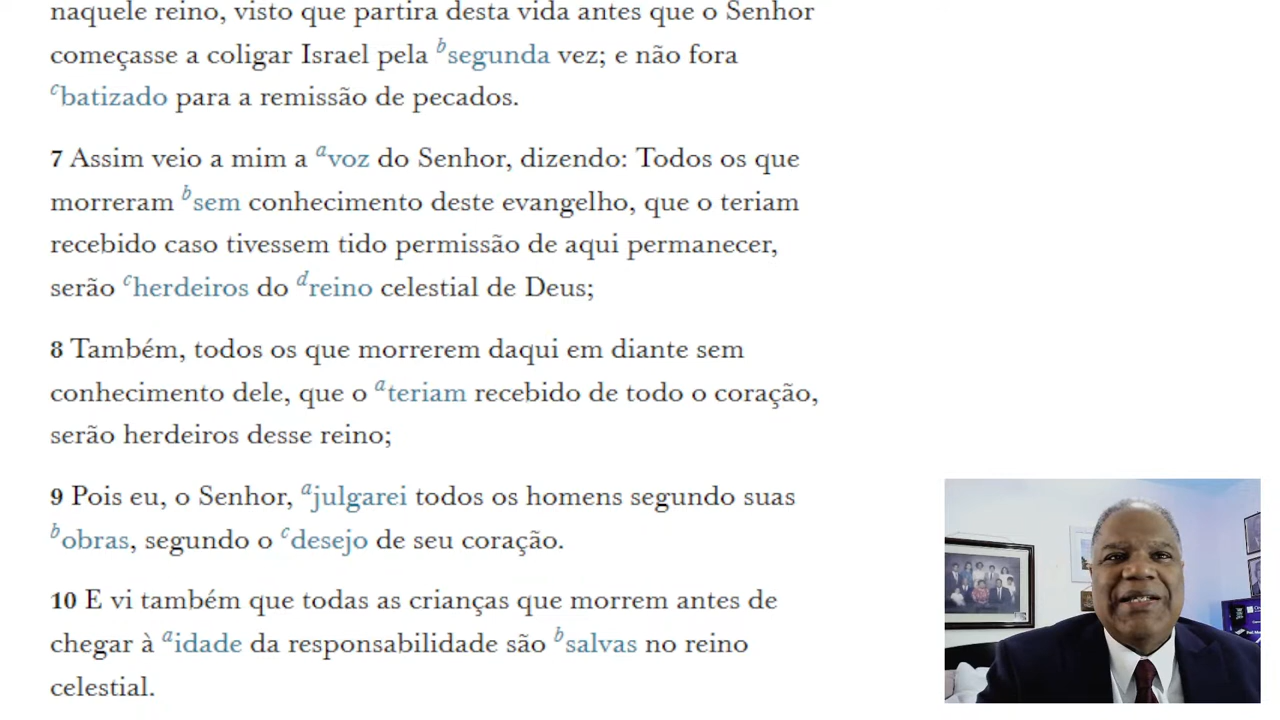 naquele reino, visto que partira desta vida antes que o Senhor
começasse a coligar Israel pela bsegunda vez; e não fora
cbatizado para a remissão de pecados.
7 Assim veio a mim a avoz do Senhor, dizendo: Todos os que
morreram bsem conhecimento deste evangelho, que o teriam
recebido caso tivessem tido permissão de aqui permanecer,
serão cherdeiros do dreino celestial de Deus;
8 Também, todos os que morrerem daqui em diante sem
conhecimento dele, que o ateriam recebido de todo o coração,
serão herdeiros desse reino;
9 Pois eu, o Senhor, ajulgarei todos os homens segundo suas
bobras, segundo o cdesejo de seu coração.
10 E vi também que todas as crianças que morrem antes de
chegar à aidade da responsabilidade são bsalvas no reino
celestial.